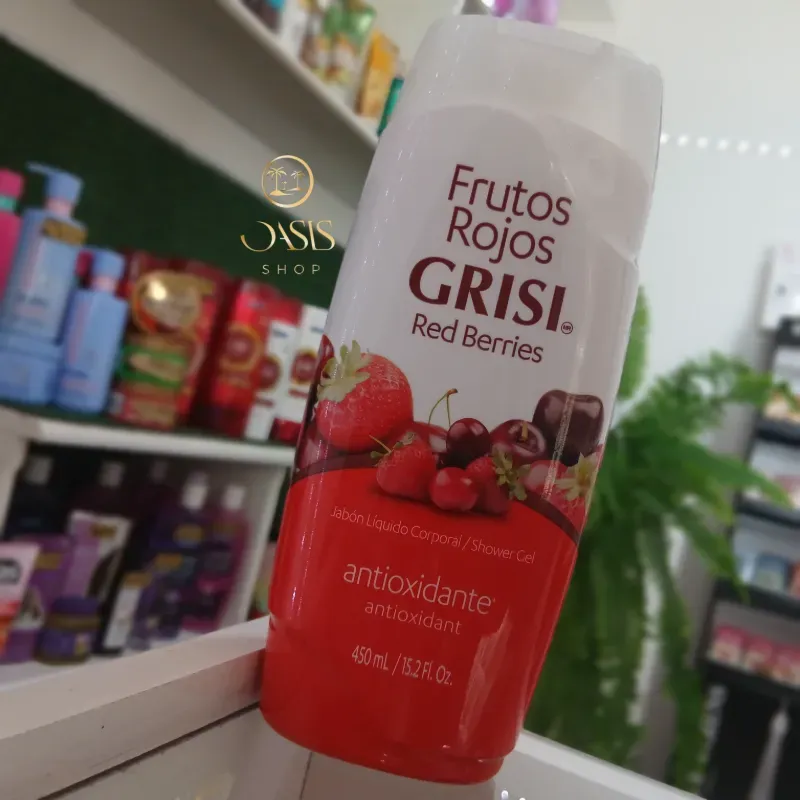 OASIS
SHOP
Frutos
Rojos
GRISI
MR
Red Berries
Jabón Líquido Corporal / Shower Gel
antioxidante*
antioxidant
450 mL / 15.2 Fl. Oz.